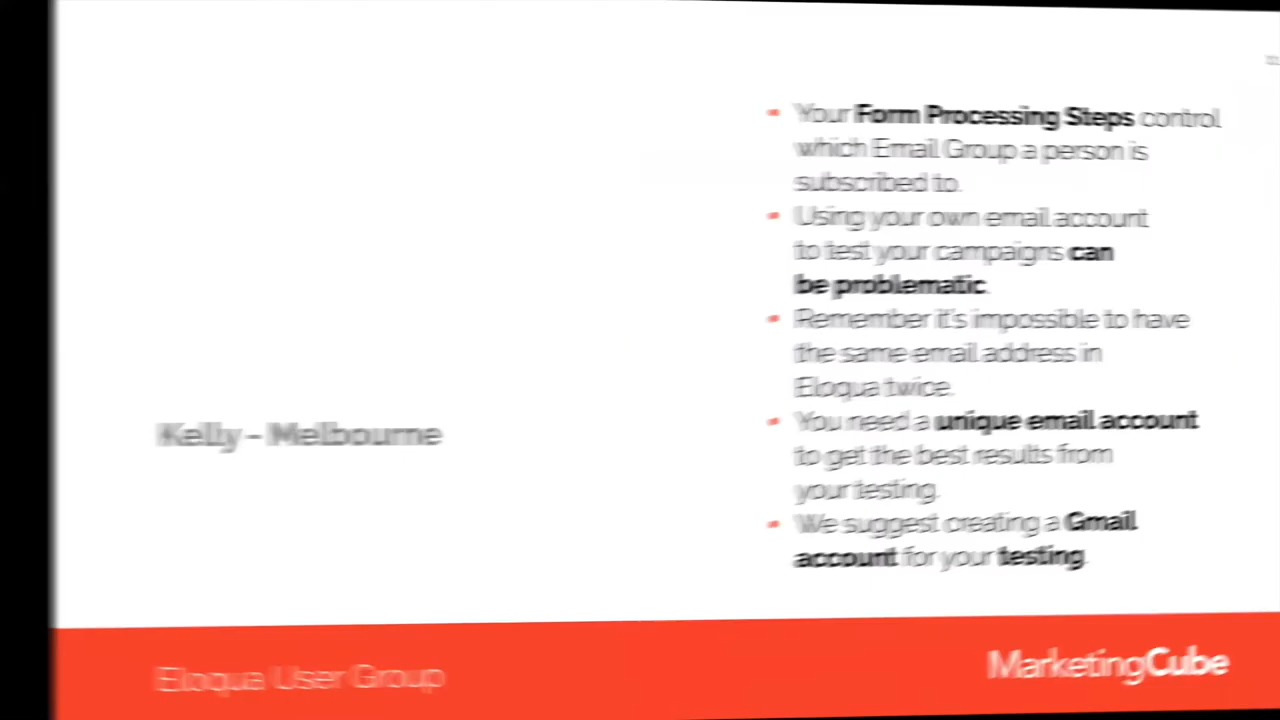 Your Form Processing Steps control
which Email Group a person is
subscribed to.
Using your own email account
to test your campaigns can
be problematic.
Remember it's impossible to have
the same email address in
Eloqua twice.
You need a unique email account
to get the best results from
your testing.
We suggest creating a Gmail
account for your testing.
Kelly - Melbourne
Eloqua User Group
MarketingCube